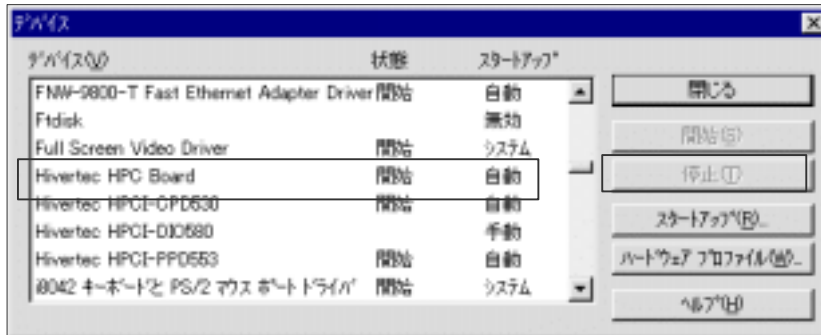 ﾃﾞﾊﾞｲｽ
ﾃﾞﾊﾞｲｽ(V) 状態 ｽﾀｰﾄｱｯﾌﾟ
FNW-9800-T Fast Ethernet Adapter Driver 開始 自動
Ftdisk 無効
Full Screen Video Driver 開始 ｼｽﾃﾑ
Hivertec HPC Board 開始 自動
Hivertec HPCI-CPD530 開始 自動
Hivertec HPCI-DIO580 手動
Hivertec HPCI-PPD553 開始 自動
i8042 ｷｰﾎﾞｰﾄﾞと PS/2 ﾏｳｽ ﾎﾟｰﾄ ﾄﾞﾗｲﾊﾞ 開始 ｼｽﾃﾑ
閉じる
開始(S)
停止(T)
ｽﾀｰﾄｱｯﾌﾟ(R)...
ﾊｰﾄﾞｳｪｱ ﾌﾟﾛﾌｧｲﾙ(W)...
ﾍﾙﾌﾟ(H)